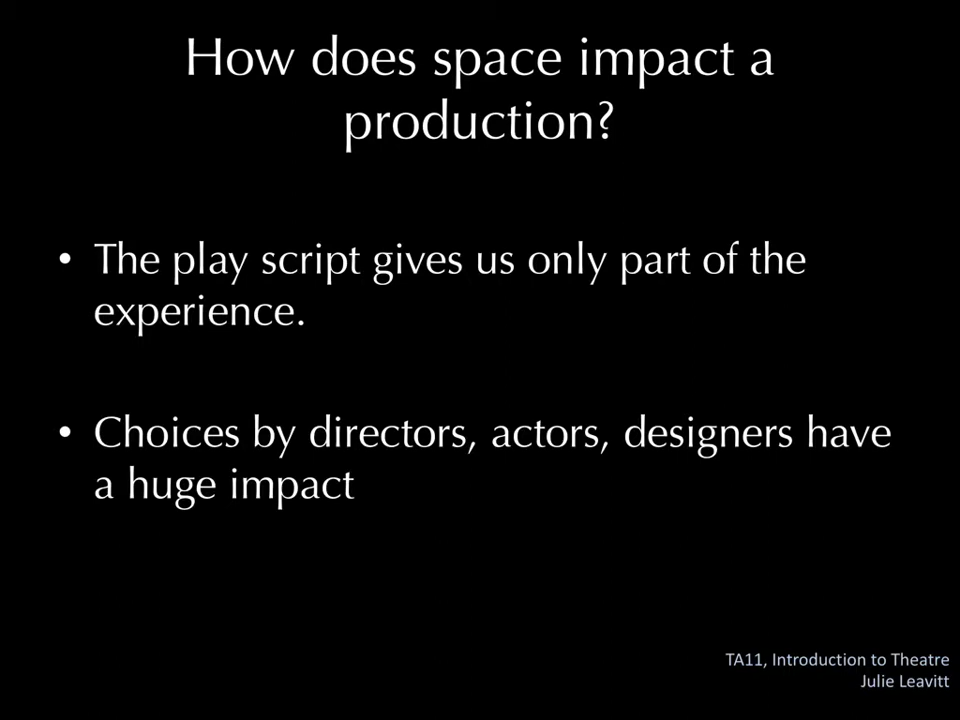 How does space impact a
production?
• The play script gives us only part of the
experience.
• Choices by directors, actors, designers have
a huge impact
TA11, Introduction to Theatre
Julie Leavitt